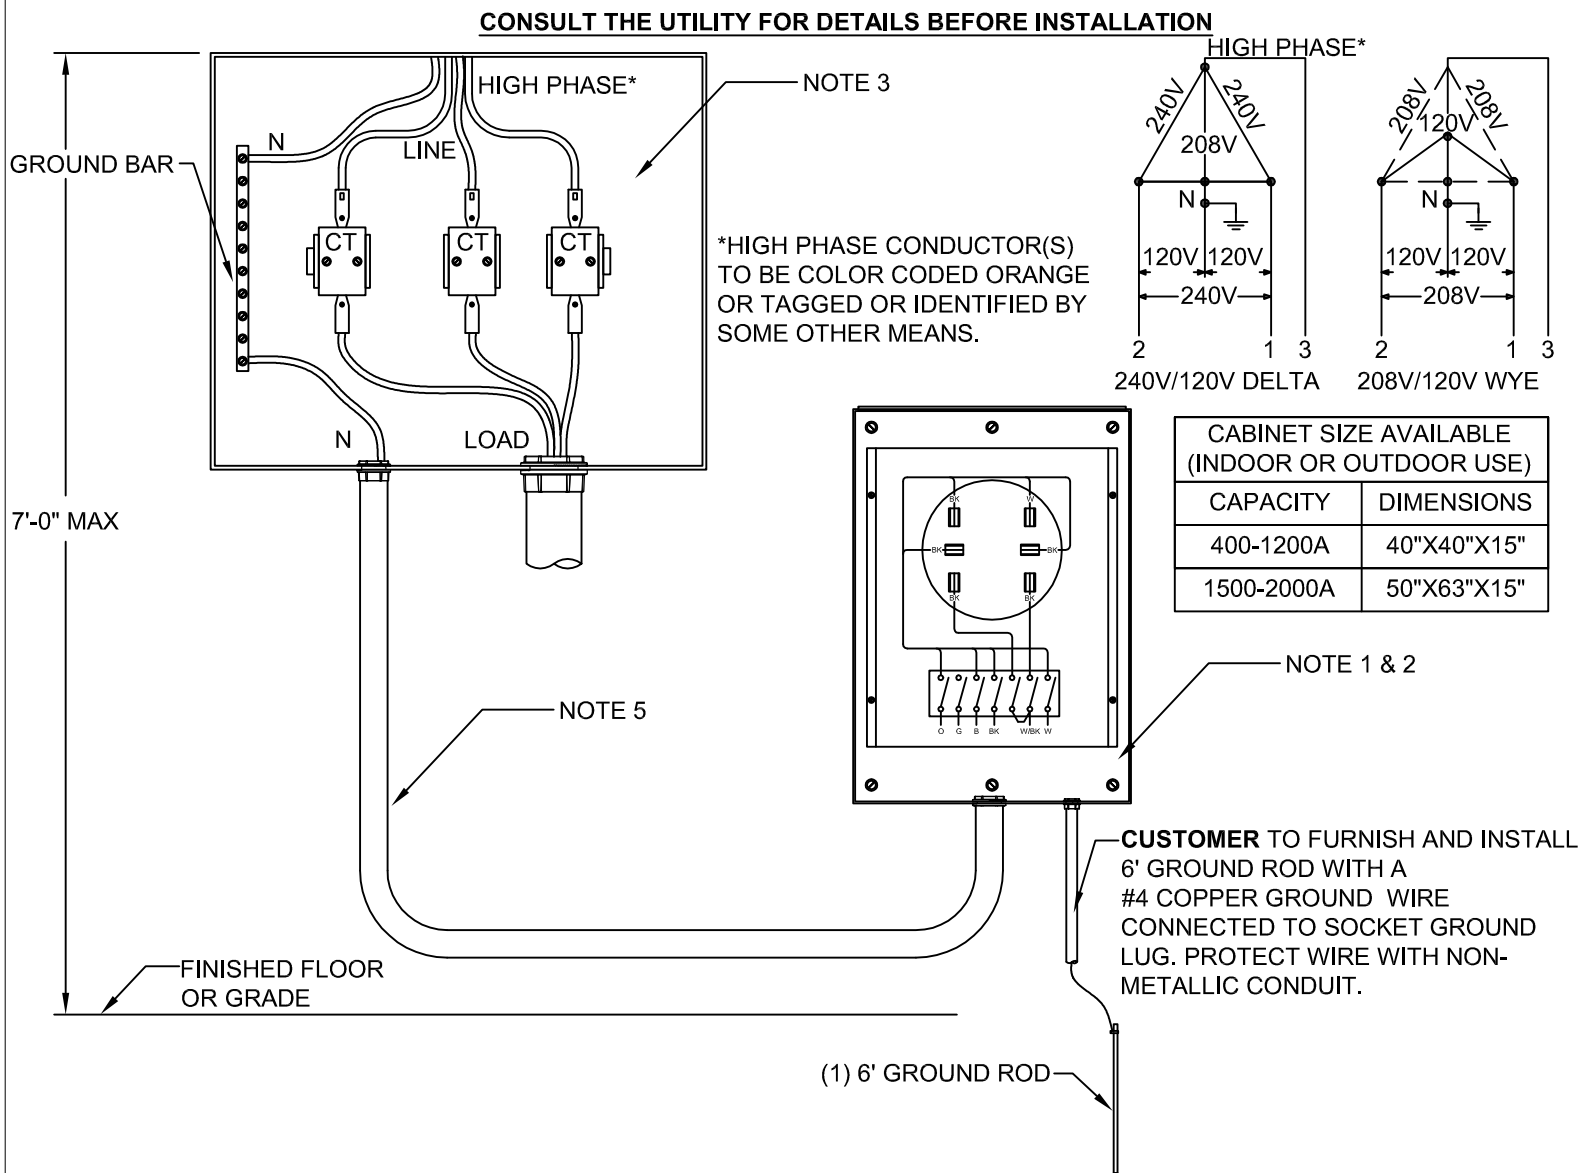 CONSULT THE UTILITY FOR DETAILS BEFORE INSTALLATION
HIGH PHASE*
NOTE 3
N
LINE
GROUND BAR
CT CT CT
*HIGH PHASE CONDUCTOR(S)
TO BE COLOR CODED ORANGE
OR TAGGED OR IDENTIFIED BY
SOME OTHER MEANS.
N
LOAD
7'-0" MAX
HIGH PHASE*
240V 240V
208V
N
120V 120V
240V
2 1 3
240V/120V DELTA
208V 208V
120V
N
120V 120V
208V
2 1 3
208V/120V WYE
CABINET SIZE AVAILABLE
(INDOOR OR OUTDOOR USE)
CAPACITY DIMENSIONS
400-1200A 40"X40"X15"
1500-2000A 50"X63"X15"
BK W
BK BK
BK BK
O G B BK W/BK W
NOTE 1 & 2
NOTE 5
CUSTOMER TO FURNISH AND INSTALL
6' GROUND ROD WITH A
#4 COPPER GROUND WIRE
CONNECTED TO SOCKET GROUND
LUG. PROTECT WIRE WITH NON-
METALLIC CONDUIT.
FINISHED FLOOR
OR GRADE
(1) 6' GROUND ROD